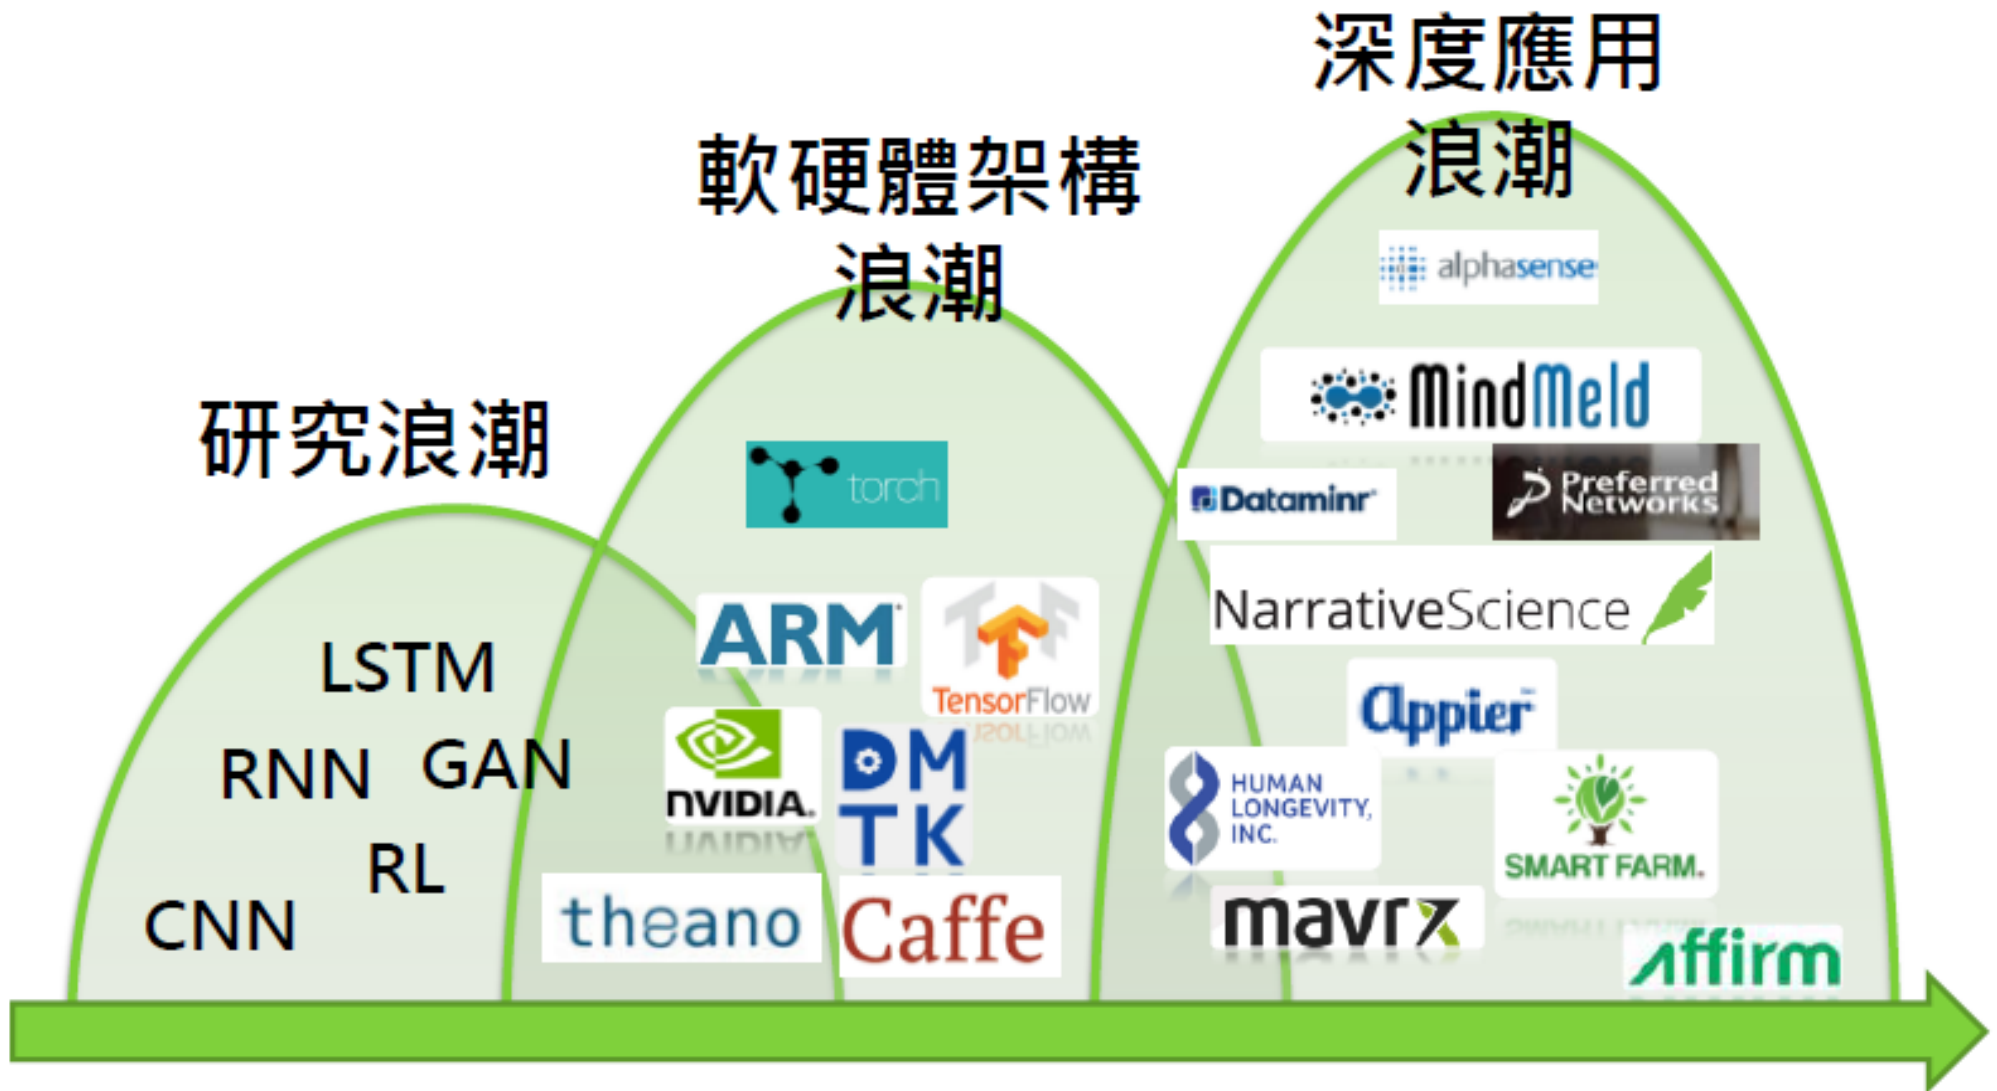 深度應用
浪潮
軟硬體架構
浪潮
研究浪潮
LSTM
RNN
GAN
RL
CNN
torch
ARM
TensorFlow
nVIDIA.
DM
TK
theano
Caffe
alphasense
MindMeld
Dataminr
Preferred
Networks
NarrativeScience
appier
HUMAN
LONGEVITY,
INC.
SMART FARM.
mavrx
affirm